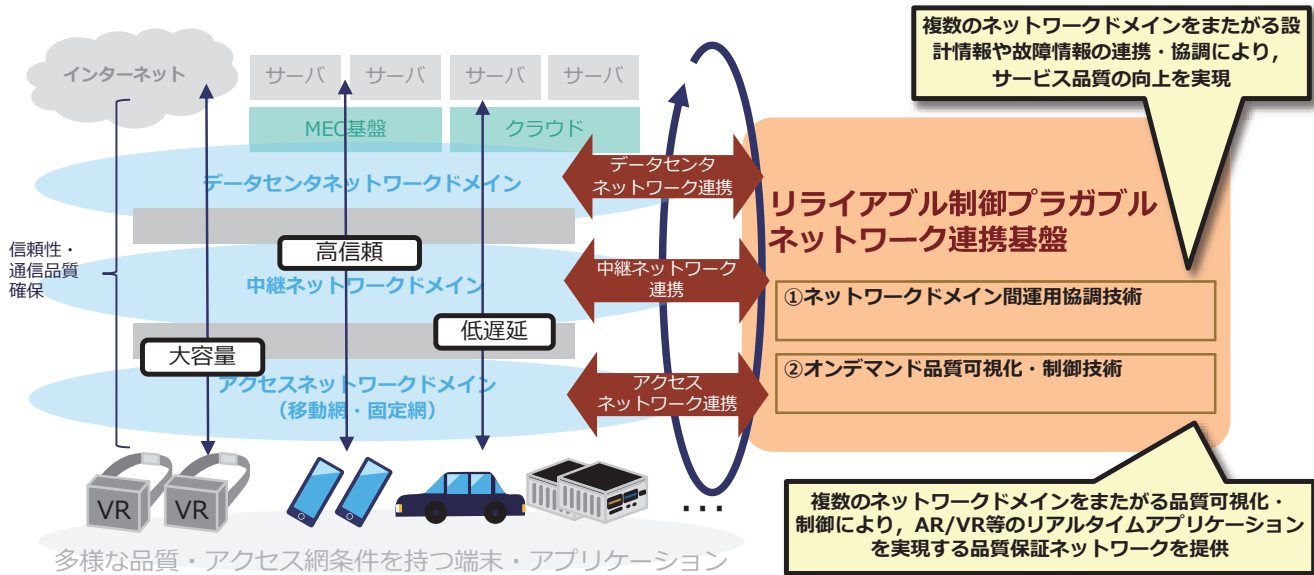 複数のネットワークドメインをまたがる設
計情報や故障情報の連携・協調により，
サービス品質の向上を実現
インターネット
サーバ
サーバ
サーバ
サーバ
MEC基盤
クラウド
データセンタネットワークドメイン
データセンタ
ネットワーク連携
リライアブル制御プラガブル
ネットワーク連携基盤
信頼性・
通信品質
確保
高信頼
中継ネットワークドメイン
中継ネットワーク
連携
①ネットワークドメイン間運用協調技術
低遅延
大容量
②オンデマンド品質可視化・制御技術
アクセスネットワークドメイン
（移動網・固定網）
アクセス
ネットワーク連携
VR
VR
…
多様な品質・アクセス網条件を持つ端末・アプリケーション
複数のネットワークドメインをまたがる品質可視化・
制御により，AR/VR等のリアルタイムアプリケーション
を実現する品質保証ネットワークを提供